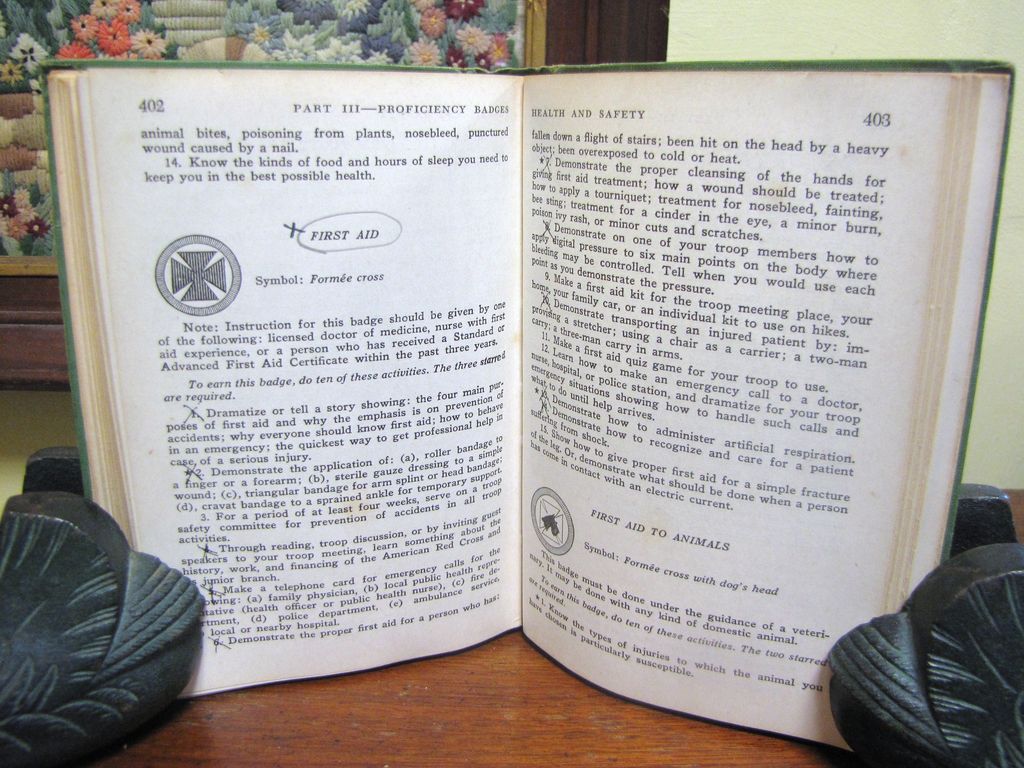 402
PART III—PROFICIENCY BADGES
animal bites, poisoning from plants, nosebleed, punctured
wound caused by a nail.
14. Know the kinds of food and hours of sleep you need to
keep you in the best possible health.
FIRST AID
Symbol: Formée cross
Note: Instruction for this badge should be given by one
of the following: licensed doctor of medicine, nurse with first
aid experience, or a person who has received a Standard or
Advanced First Aid Certificate within the past three years.
To earn this badge, do ten of these activities. The three starred
are required.
1. Dramatize or tell a story showing: the four main pur-
poses of first aid and why the emphasis is on prevention of
accidents; why everyone should know first aid; how to behave
in an emergency; the quickest way to get professional help in
case of a serious injury.
★2. Demonstrate the application of: (a), roller bandage to
a finger or a forearm; (b), sterile gauze dressing to a simple
wound; (c), triangular bandage for arm splint or head bandage;
(d), cravat bandage to a sprained ankle for temporary support.
3. For a period of at least four weeks, serve on a troop
safety committee for prevention of accidents in all troop
activities.
4. Through reading, troop discussion, or by inviting guest
speakers to your troop meeting, learn something about the
history, work, and financing of the American Red Cross and
its junior branch.
5. Make a telephone card for emergency calls for the
owing: (a) family physician, (b) local public health repre-
ntative (health officer or public health nurse), (c) fire de-
rtment, (d) police department, (e) ambulance service,
local or nearby hospital.
6. Demonstrate the proper first aid for a person who has:
HEALTH AND SAFETY
403
fallen down a flight of stairs; been hit on the head by a heavy
object; been overexposed to cold or heat.
★7. Demonstrate the proper cleansing of the hands for
giving first aid treatment; how a wound should be treated;
how to apply a tourniquet; treatment for nosebleed, fainting,
bee sting; treatment for a cinder in the eye, a minor burn,
poison ivy rash, or minor cuts and scratches.
8. Demonstrate on one of your troop members how to
apply digital pressure to six main points on the body where
bleeding may be controlled. Tell when you would use each
point as you demonstrate the pressure.
9. Make a first aid kit for the troop meeting place, your
home, your family car, or an individual kit to use on hikes.
10. Demonstrate transporting an injured patient by: im-
provising a stretcher; using a chair as a carrier; a two-man
carry; a three-man carry in arms.
11. Make a first aid quiz game for your troop to use.
12. Learn how to make an emergency call to a doctor,
nurse, hospital, or police station, and dramatize for your troop
emergency situations showing how to handle such calls and
what to do until help arrives.
★13. Demonstrate how to administer artificial respiration.
14. Demonstrate how to recognize and care for a patient
suffering from shock.
15. Show how to give proper first aid for a simple fracture
of the leg. Or, demonstrate what should be done when a person
has come in contact with an electric current.
FIRST AID TO ANIMALS
Symbol: Formée cross with dog's head
This badge must be done under the guidance of a veteri-
nary. It may be done with any kind of domestic animal.
To earn this badge, do ten of these activities. The two starred
are required.
★1. Know the types of injuries to which the animal you
have chosen is particularly susceptible.